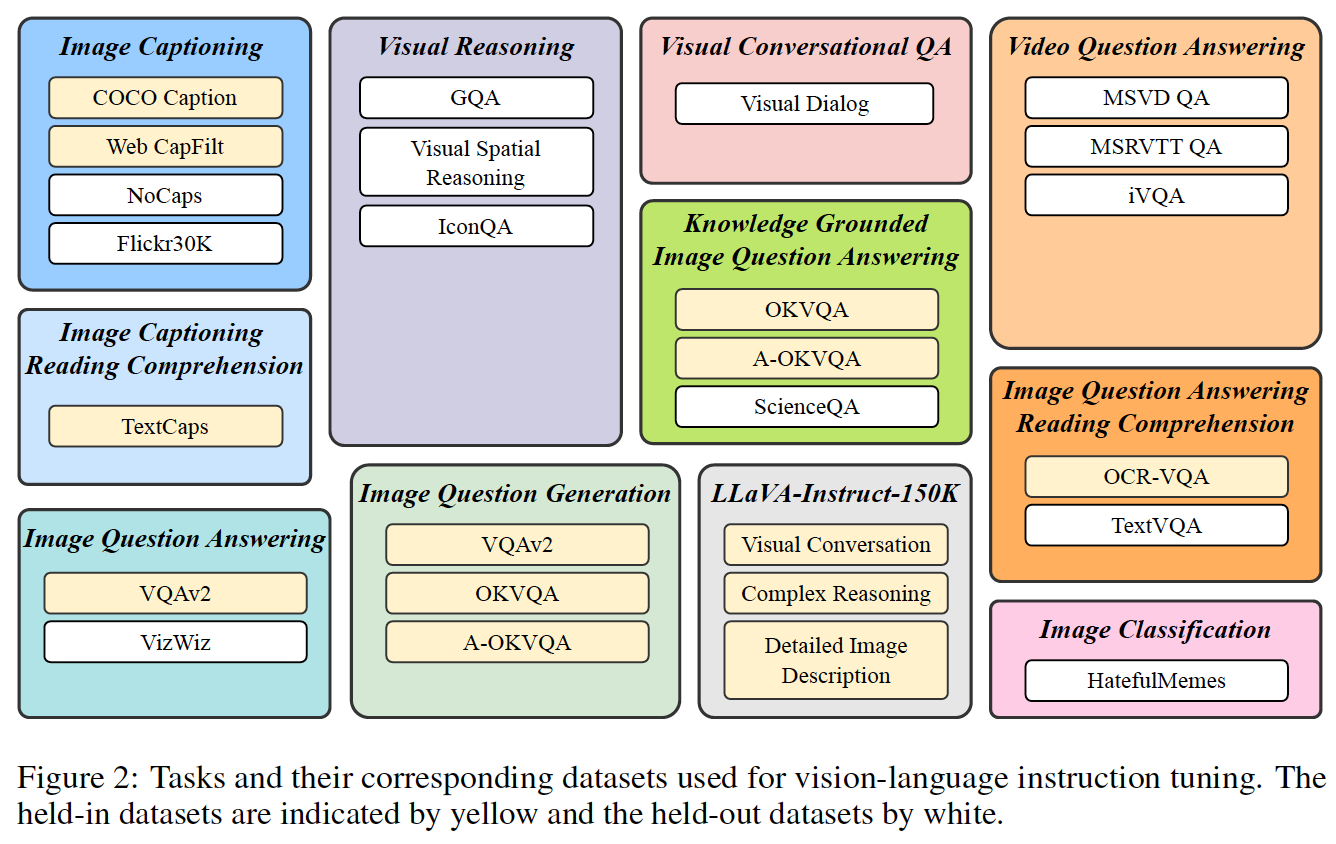 Image Captioning
COCO Caption
Web CapFilt
NoCaps
Flickr30K
Image Captioning
Reading Comprehension
TextCaps
Image Question Answering
VQAv2
VizWiz
Visual Reasoning
GQA
Visual Spatial
Reasoning
IconQA
Image Question Generation
VQAv2
OKVQA
A-OKVQA
Visual Conversational QA
Visual Dialog
Knowledge Grounded
Image Question Answering
OKVQA
A-OKVQA
ScienceQA
LLaVA-Instruct-150K
Visual Conversation
Complex Reasoning
Detailed Image
Description
Video Question Answering
MSVD QA
MSRVTT QA
iVQA
Image Question Answering
Reading Comprehension
OCR-VQA
TextVQA
Image Classification
HatefulMemes
Figure 2: Tasks and their corresponding datasets used for vision-language instruction tuning. The
held-in datasets are indicated by yellow and the held-out datasets by white.